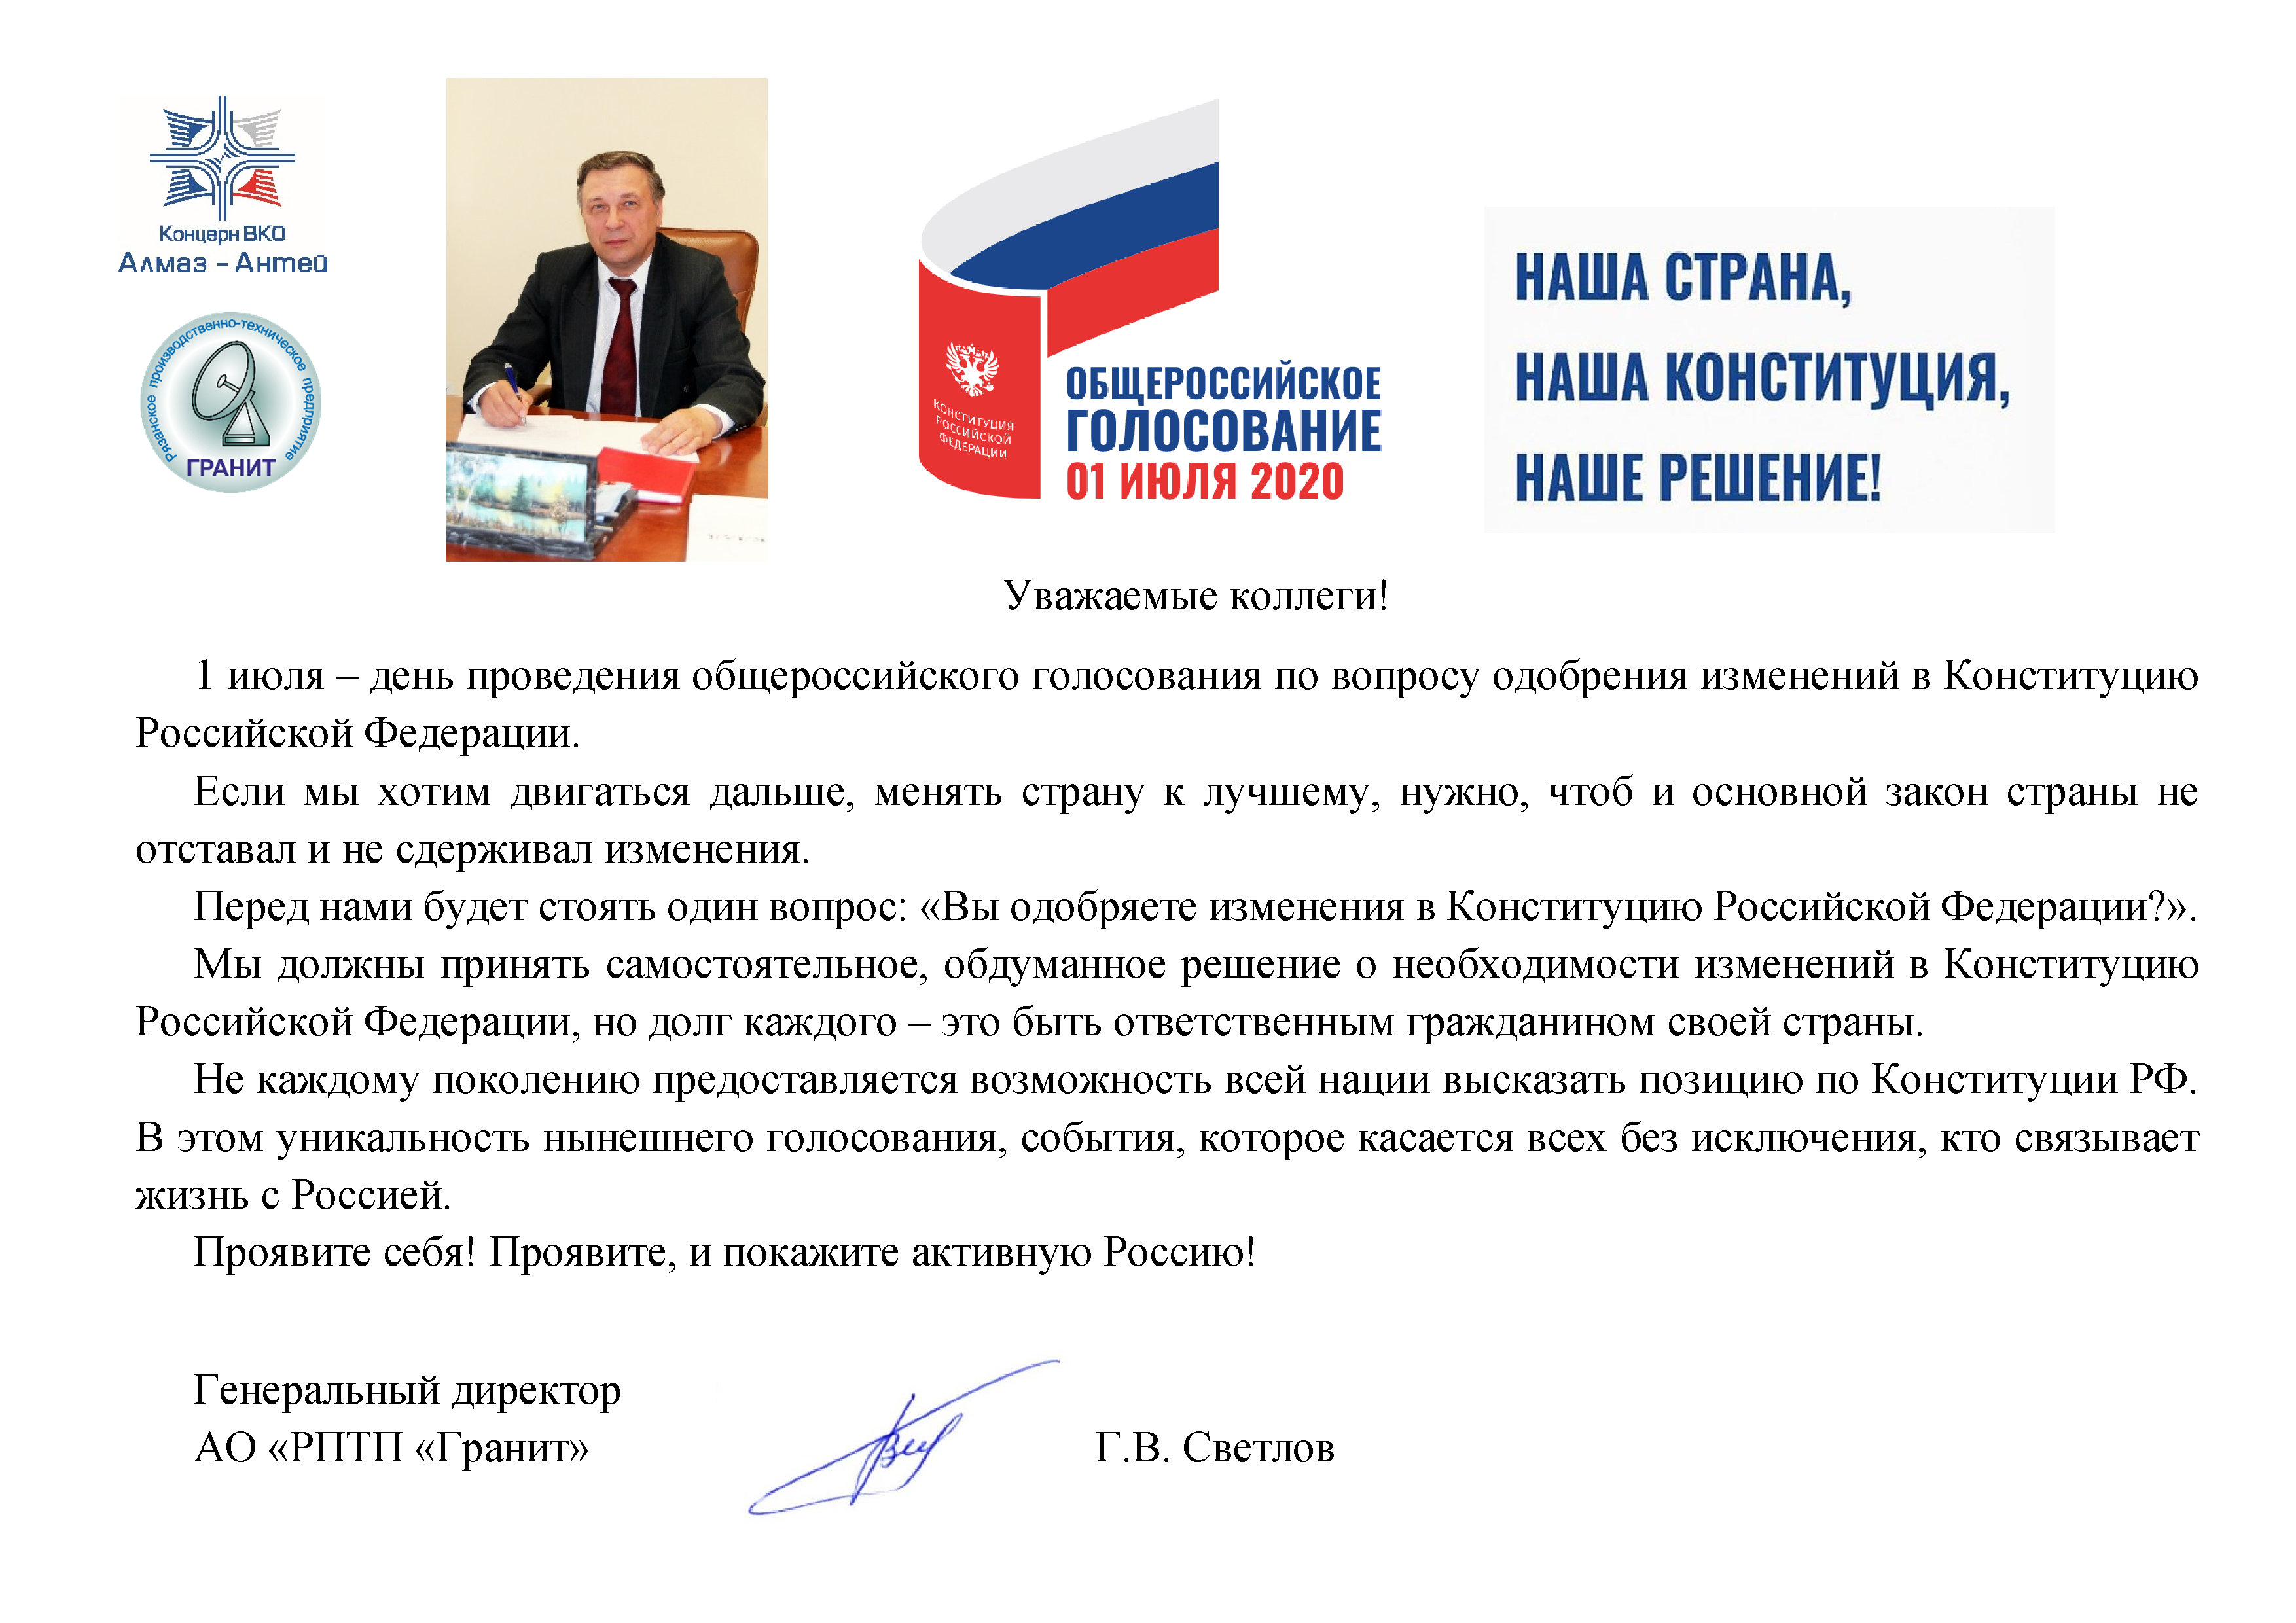 Концерн ВКО
Алмаз - Антей
Рязанское производственно-техническое предприятие
ГРАНИТ
КОНСТИТУЦИЯ
РОССИЙСКОЙ
ФЕДЕРАЦИИ
ОБЩЕРОССИЙСКОЕ
ГОЛОСОВАНИЕ
01 ИЮЛЯ 2020
НАША СТРАНА,
НАША КОНСТИТУЦИЯ,
НАШЕ РЕШЕНИЕ!
Уважаемые коллеги!
1 июля – день проведения общероссийского голосования по вопросу одобрения изменений в Конституцию
Российской Федерации.
Если мы хотим двигаться дальше, менять страну к лучшему, нужно, чтоб и основной закон страны не
отставал и не сдерживал изменения.
Перед нами будет стоять один вопрос: «Вы одобряете изменения в Конституцию Российской Федерации?».
Мы должны принять самостоятельное, обдуманное решение о необходимости изменений в Конституцию
Российской Федерации, но долг каждого – это быть ответственным гражданином своей страны.
Не каждому поколению предоставляется возможность всей нации высказать позицию по Конституции РФ.
В этом уникальность нынешнего голосования, события, которое касается всех без исключения, кто связывает
жизнь с Россией.
Проявите себя! Проявите, и покажите активную Россию!
Генеральный директор
АО «РПТП «Гранит» Г.В. Светлов